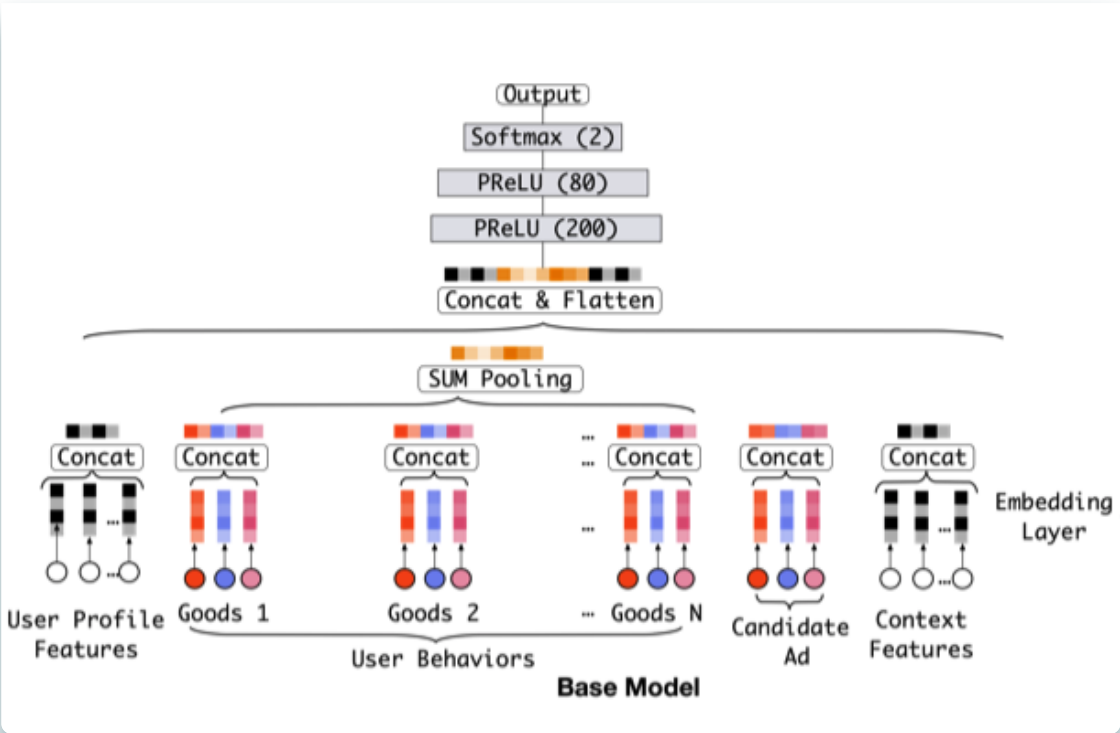 Output
Softmax (2)
PReLU (80)
PReLU (200)
Concat & Flatten
SUM Pooling
...
Concat Concat Concat ... Concat Concat Concat
... ... ...
Embedding
Layer
... ...
User Profile
Features
Goods 1 Goods 2 ... Goods N
Candidate
Ad
Context
Features
User Behaviors
Base Model